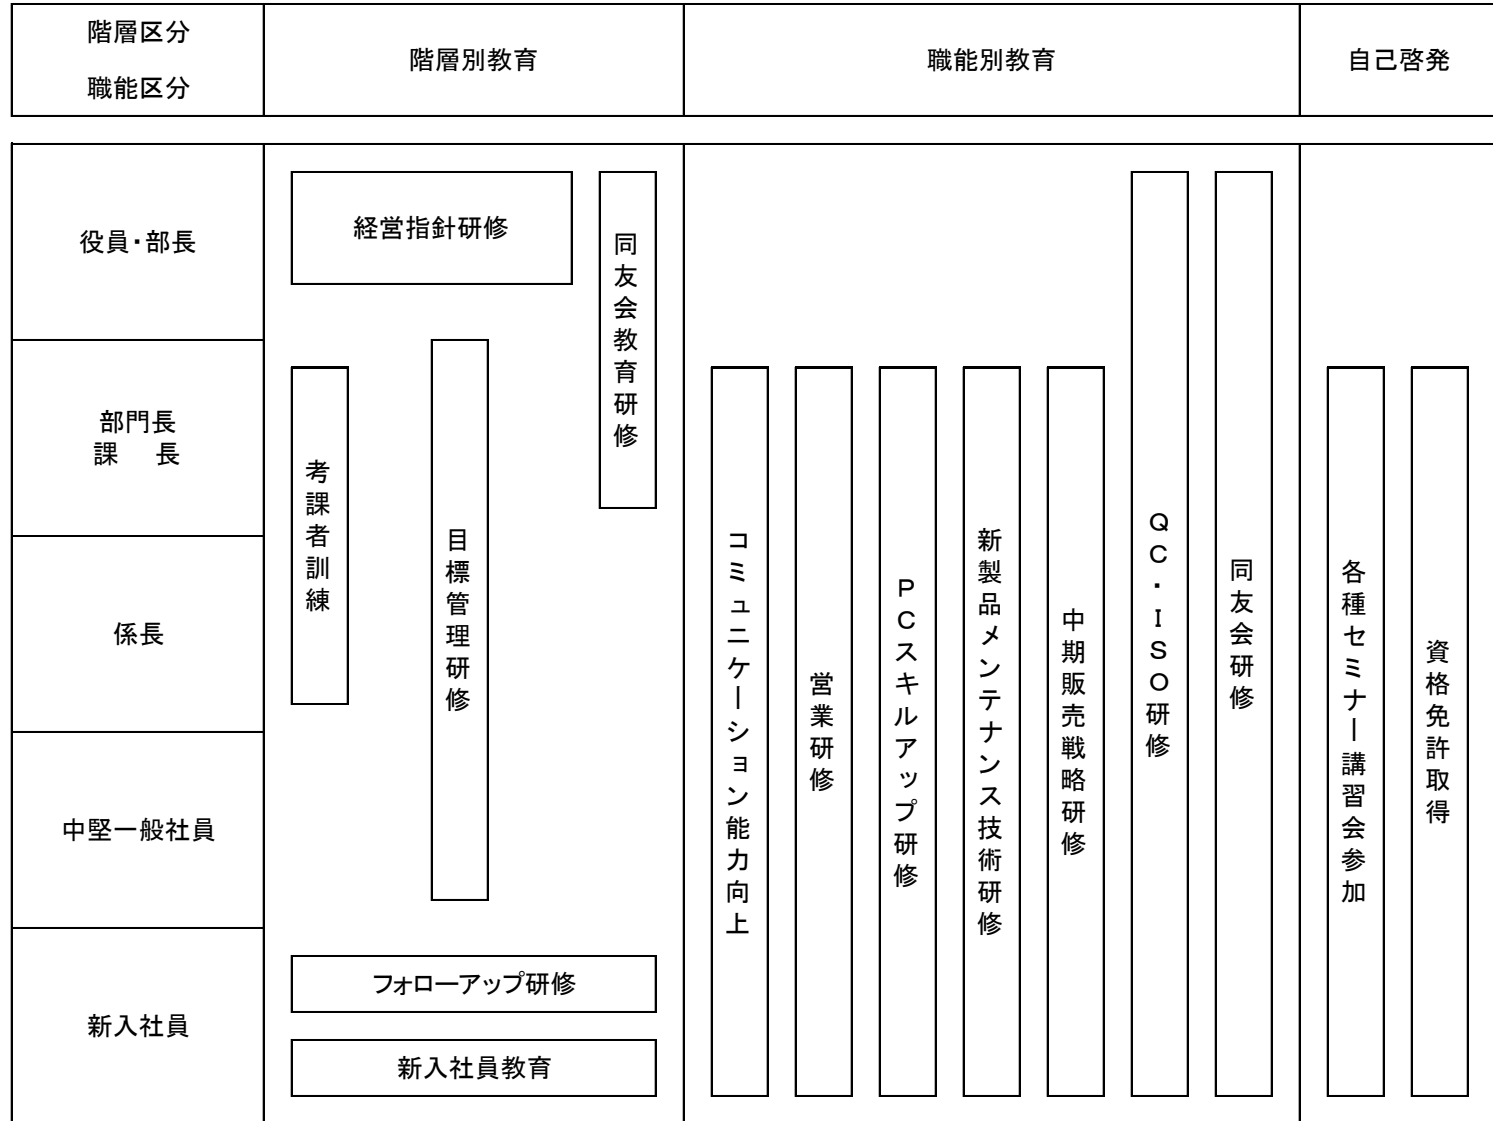 階層区分
職能区分
階層別教育
職能別教育
自己啓発
役員・部長
部門長
課　長
係長
中堅一般社員
新入社員
経営指針研修
同友会教育研修
考課者訓練
目標管理研修
フォローアップ研修
新入社員教育
コミュニケーション能力向上
営業研修
ＰＣスキルアップ研修
新製品メンテナンス技術研修
中期販売戦略研修
ＱＣ・ＩＳＯ研修
同友会研修
各種セミナー講習会参加
資格免許取得